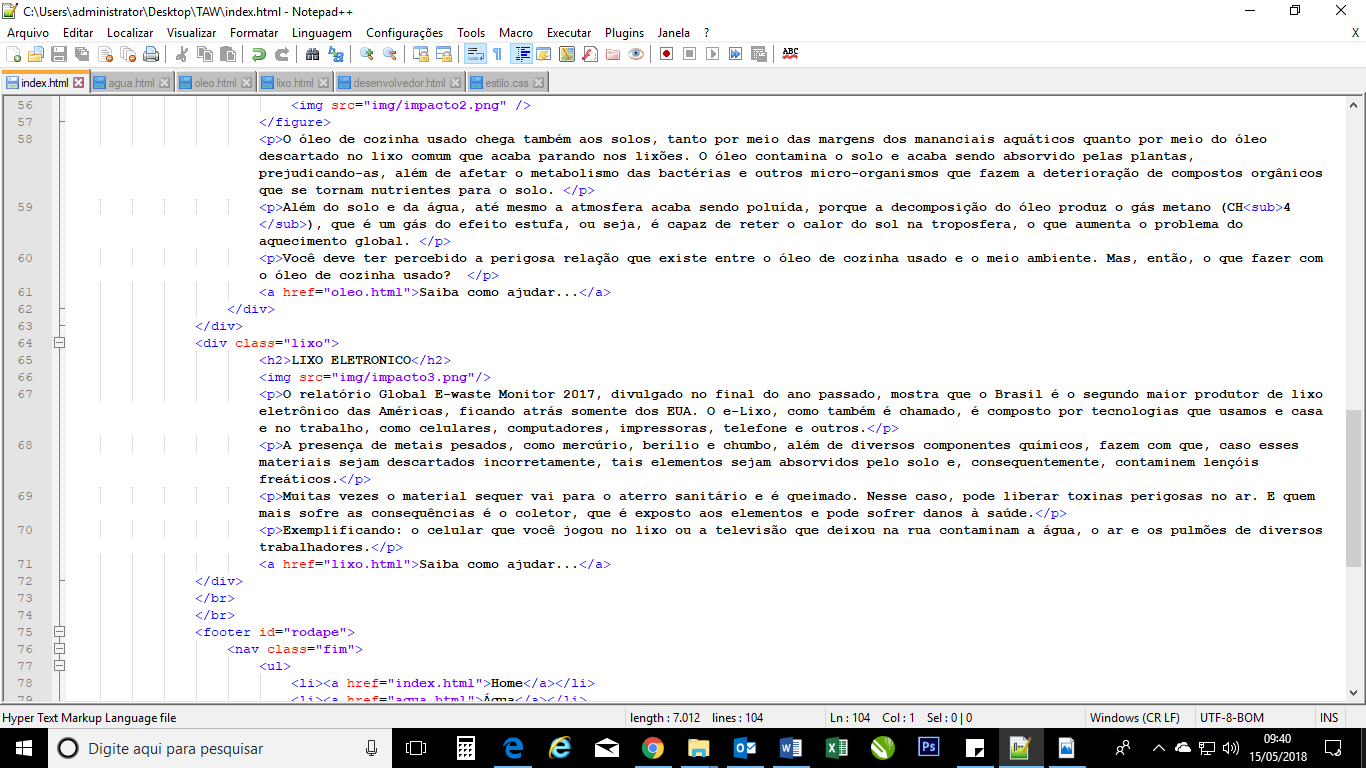 C:\Users\administrator\Desktop\TAW\index.html - Notepad++
Arquivo Editar Localizar Visualizar Formatar Linguagem Configurações Tools Macro Executar Plugins Janela ? X
index.html agua.html oleo.html lixo.html desenvolvedor.html estilo.css
56 <img src="img/impacto2.png" />
57 </figure>
58 <p>O óleo de cozinha usado chega também aos solos, tanto por meio das margens dos mananciais aquáticos quanto por meio do óleo
descartado no lixo comum que acaba parando nos lixões. O óleo contamina o solo e acaba sendo absorvido pelas plantas,
prejudicando-as, além de afetar o metabolismo das bactérias e outros micro-organismos que fazem a deterioração de compostos orgânicos
que se tornam nutrientes para o solo. </p>
59 <p>Além do solo e da água, até mesmo a atmosfera acaba sendo poluída, porque a decomposição do óleo produz o gás metano (CH<sub>4
</sub>), que é um gás do efeito estufa, ou seja, é capaz de reter o calor do sol na troposfera, o que aumenta o problema do
aquecimento global. </p>
60 <p>Você deve ter percebido a perigosa relação que existe entre o óleo de cozinha usado e o meio ambiente. Mas, então, o que fazer com
o óleo de cozinha usado?  </p>
61 <a href="oleo.html">Saiba como ajudar...</a>
62 </div>
63 </div>
64 <div class="lixo">
65 <h2>LIXO ELETRONICO</h2>
66 <img src="img/impacto3.png"/>
67 <p>O relatório Global E-waste Monitor 2017, divulgado no final do ano passado, mostra que o Brasil é o segundo maior produtor de lixo
eletrônico das Américas, ficando atrás somente dos EUA. O e-Lixo, como também é chamado, é composto por tecnologias que usamos e casa
e no trabalho, como celulares, computadores, impressoras, telefone e outros.</p>
68 <p>A presença de metais pesados, como mercúrio, berílio e chumbo, além de diversos componentes químicos, fazem com que, caso esses
materiais sejam descartados incorretamente, tais elementos sejam absorvidos pelo solo e, consequentemente, contaminem lençóis
freáticos.</p>
69 <p>Muitas vezes o material sequer vai para o aterro sanitário e é queimado. Nesse caso, pode liberar toxinas perigosas no ar. E quem
mais sofre as consequências é o coletor, que é exposto aos elementos e pode sofrer danos à saúde.</p>
70 <p>Exemplificando: o celular que você jogou no lixo ou a televisão que deixou na rua contaminam a água, o ar e os pulmões de diversos
trabalhadores.</p>
71 <a href="lixo.html">Saiba como ajudar...</a>
72 </div>
73 </br>
74 </br>
75 <footer id="rodape">
76 <nav class="fim">
77 <ul>
78 <li><a href="index.html">Home</a></li>
79 <li><a href="agua.html">Água</a></li>
Hyper Text Markup Language file length : 7.012 lines : 104 Ln : 104 Col : 1 Sel : 0 | 0 Windows (CR LF) UTF-8-BOM INS
Digite aqui para pesquisar
09:40
15/05/2018